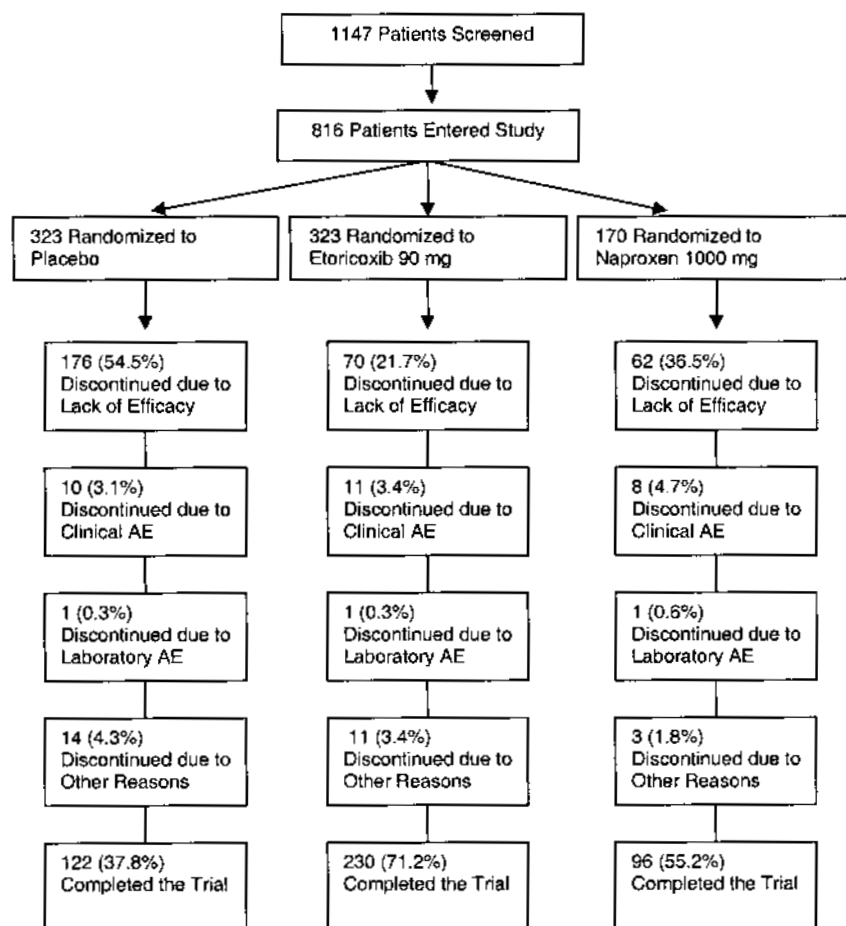 1147 Patients Screened
816 Patients Entered Study
323 Randomized to
Placebo
323 Randomized to
Etoricoxib 90 mg
170 Randomized to
Naproxen 1000 mg
176 (54.5%)
Discontinued due to
Lack of Efficacy
70 (21.7%)
Discontinued due to
Lack of Efficacy
62 (36.5%)
Discontinued due to
Lack of Efficacy
10 (3.1%)
Discontinued due to
Clinical AE
11 (3.4%)
Discontinued due to
Clinical AE
8 (4.7%)
Discontinued due to
Clinical AE
1 (0.3%)
Discontinued due to
Laboratory AE
1 (0.3%)
Discontinued due to
Laboratory AE
1 (0.6%)
Discontinued due to
Laboratory AE
14 (4.3%)
Discontinued due to
Other Reasons
11 (3.4%)
Discontinued due to
Other Reasons
3 (1.8%)
Discontinued due to
Other Reasons
122 (37.8%)
Completed the Trial
230 (71.2%)
Completed the Trial
96 (55.2%)
Completed the Trial